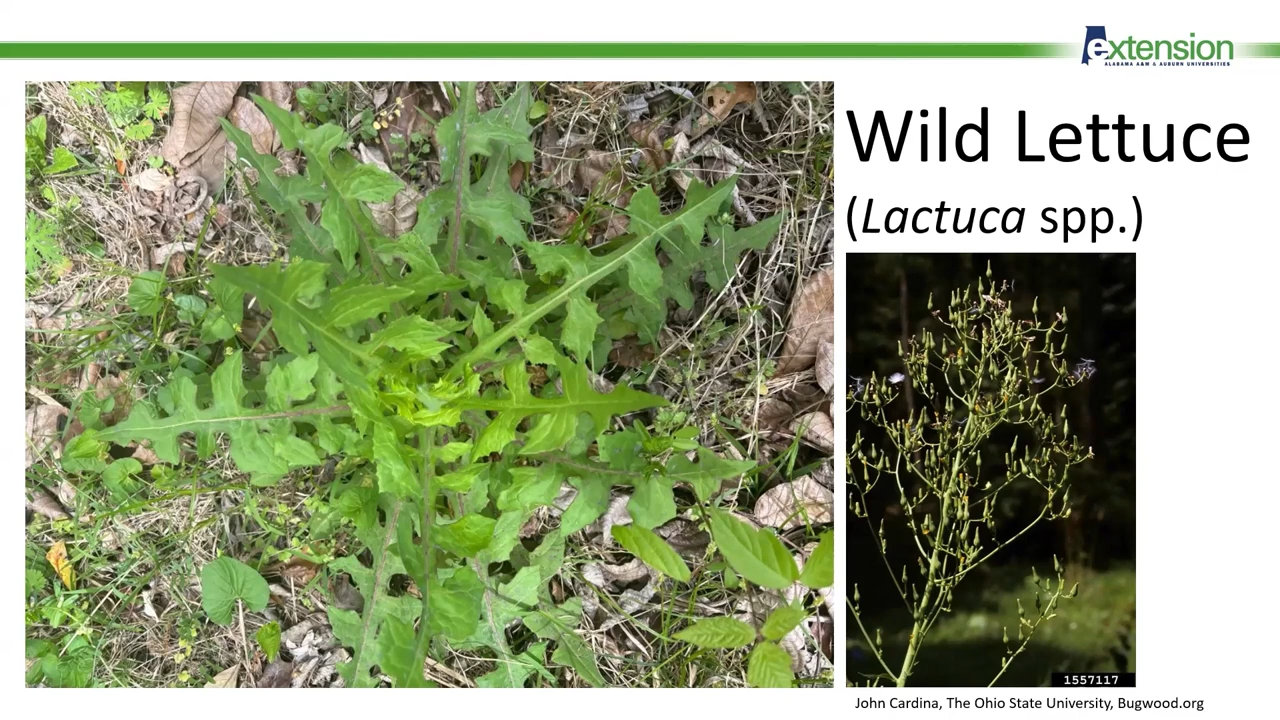 extension
ALABAMA A&M & AUBURN UNIVERSITIES
Wild Lettuce
(Lactuca spp.)
1557117
John Cardina, The Ohio State University, Bugwood.org